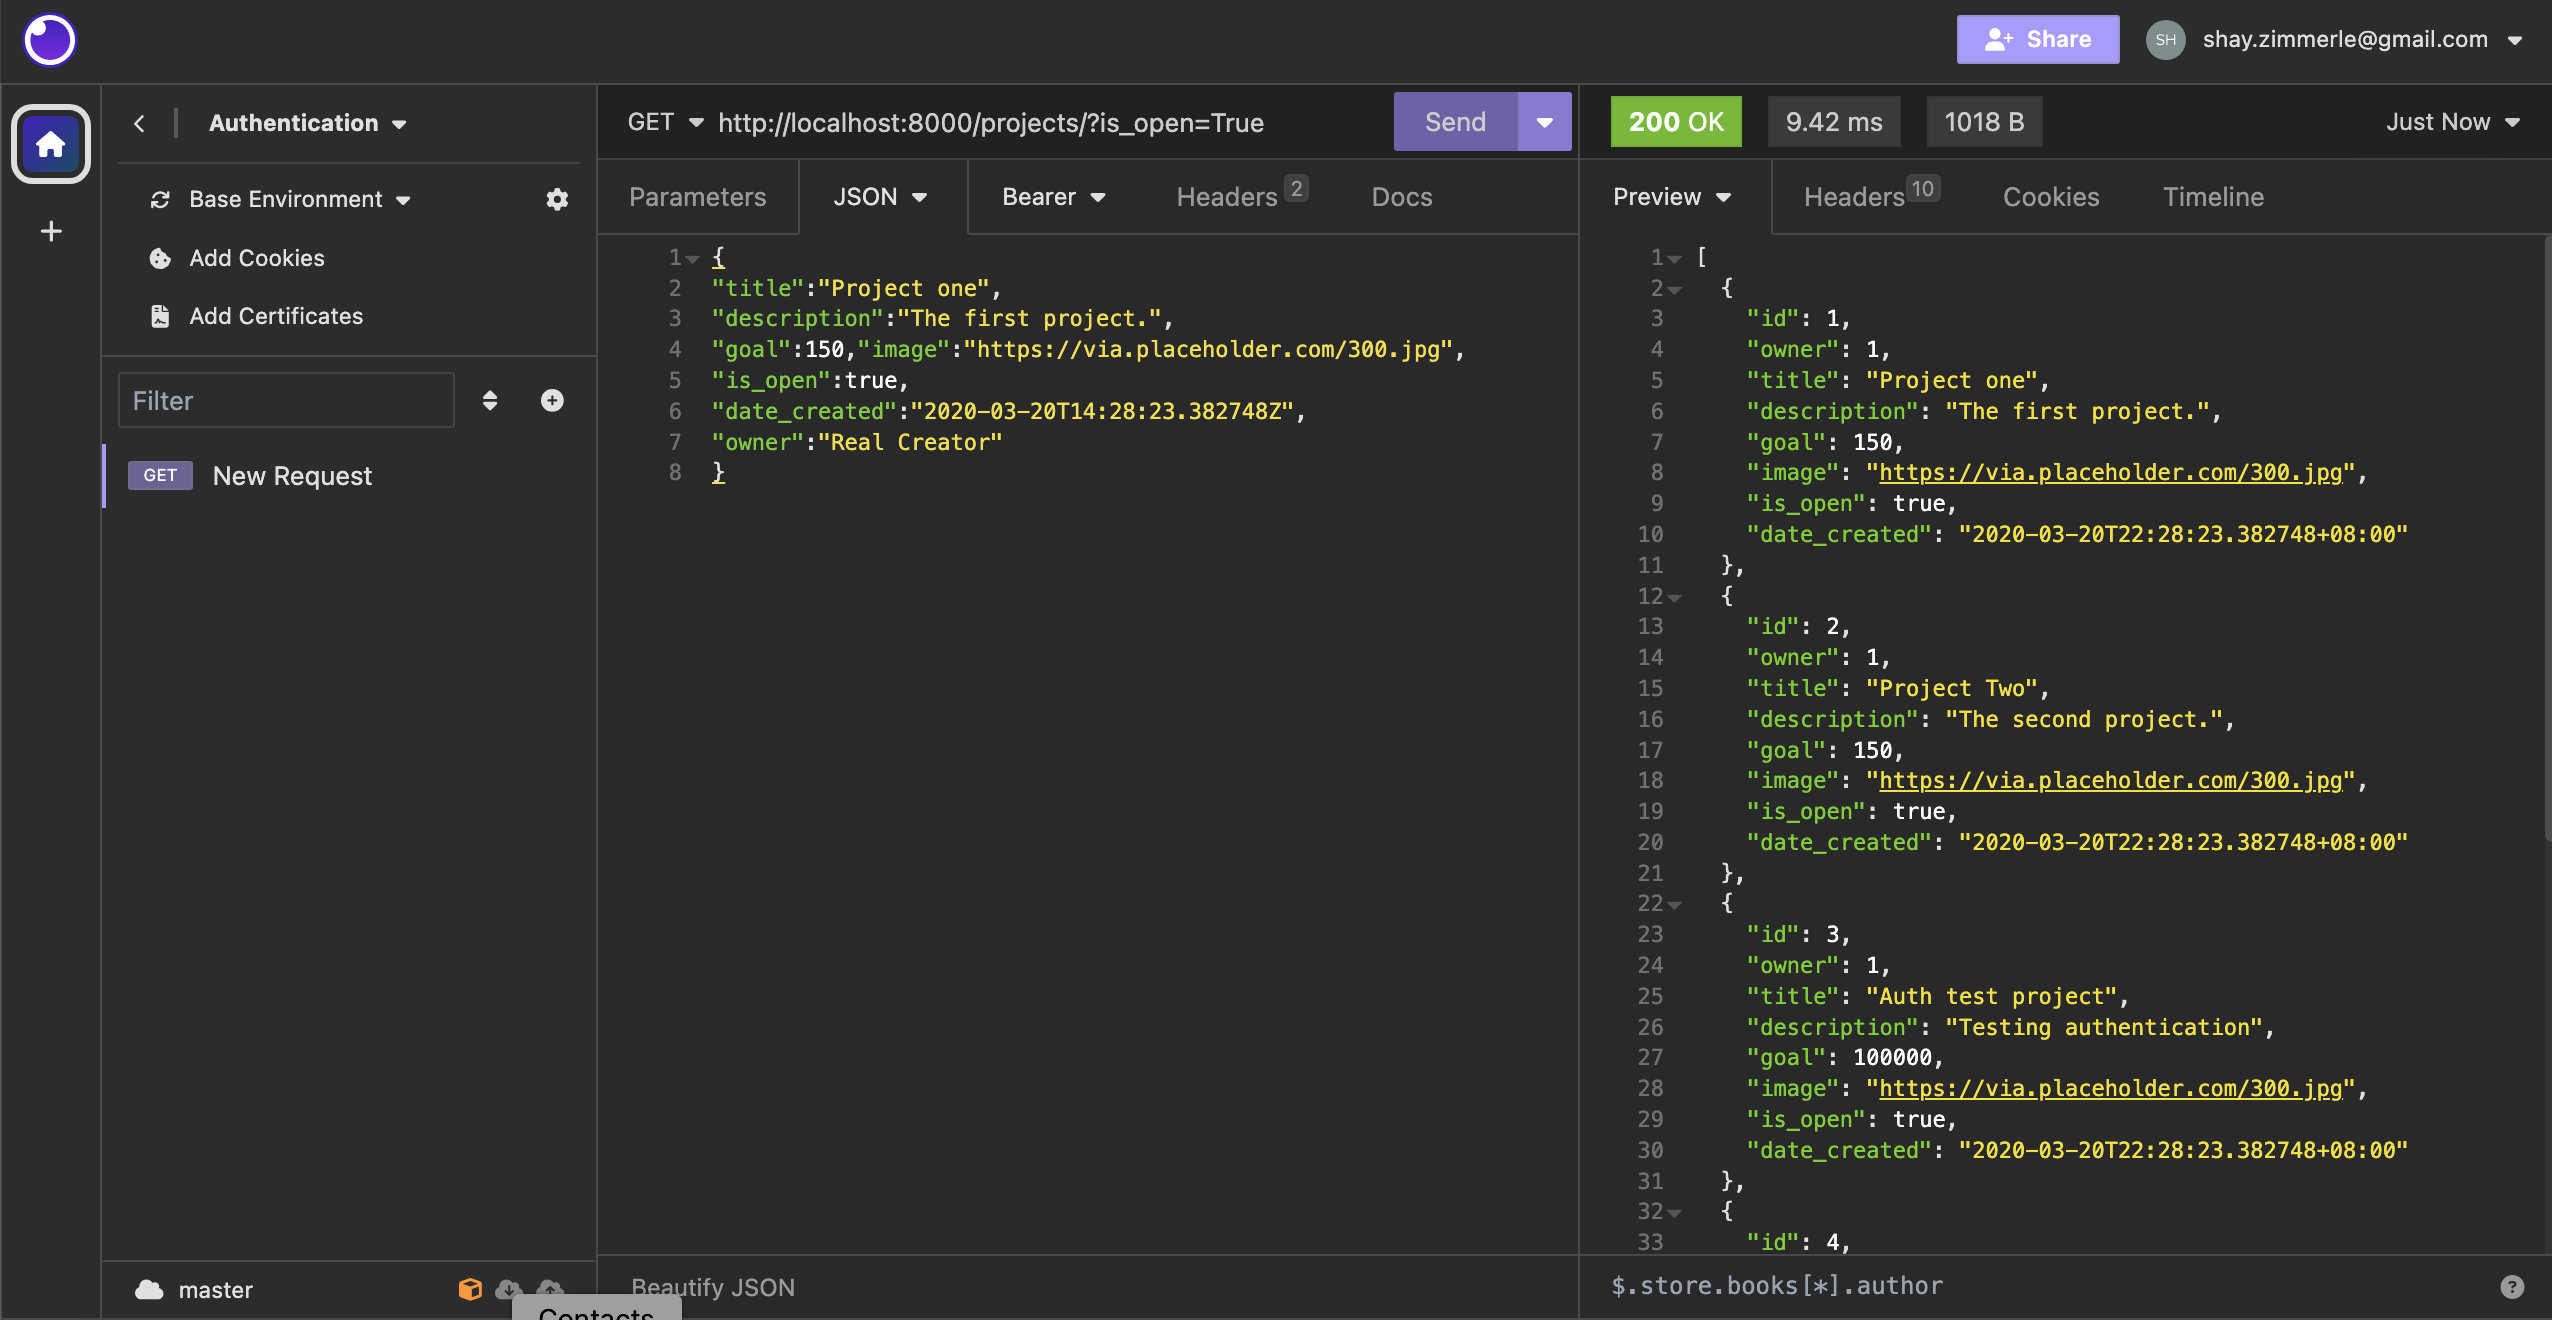 Share
SH
shay.zimmerle@gmail.com
Authentication
Base Environment
Add Cookies
Add Certificates
Filter
GET New Request
master
GET http://localhost:8000/projects/?is_open=True
Send
Parameters JSON Bearer Headers 2 Docs
1 {
2 "title":"Project one",
3 "description":"The first project.",
4 "goal":150,"image":"https://via.placeholder.com/300.jpg",
5 "is_open":true,
6 "date_created":"2020-03-20T14:28:23.382748Z",
7 "owner":"Real Creator"
8 }
Beautify JSON
Contacts
200 OK 9.42 ms 1018 B Just Now
Preview Headers 10 Cookies Timeline
1 [
2 {
3 "id": 1,
4 "owner": 1,
5 "title": "Project one",
6 "description": "The first project.",
7 "goal": 150,
8 "image": "https://via.placeholder.com/300.jpg",
9 "is_open": true,
10 "date_created": "2020-03-20T22:28:23.382748+08:00"
11 },
12 {
13 "id": 2,
14 "owner": 1,
15 "title": "Project Two",
16 "description": "The second project.",
17 "goal": 150,
18 "image": "https://via.placeholder.com/300.jpg",
19 "is_open": true,
20 "date_created": "2020-03-20T22:28:23.382748+08:00"
21 },
22 {
23 "id": 3,
24 "owner": 1,
25 "title": "Auth test project",
26 "description": "Testing authentication",
27 "goal": 100000,
28 "image": "https://via.placeholder.com/300.jpg",
29 "is_open": true,
30 "date_created": "2020-03-20T22:28:23.382748+08:00"
31 },
32 {
33 "id": 4,
$.store.books[*].author